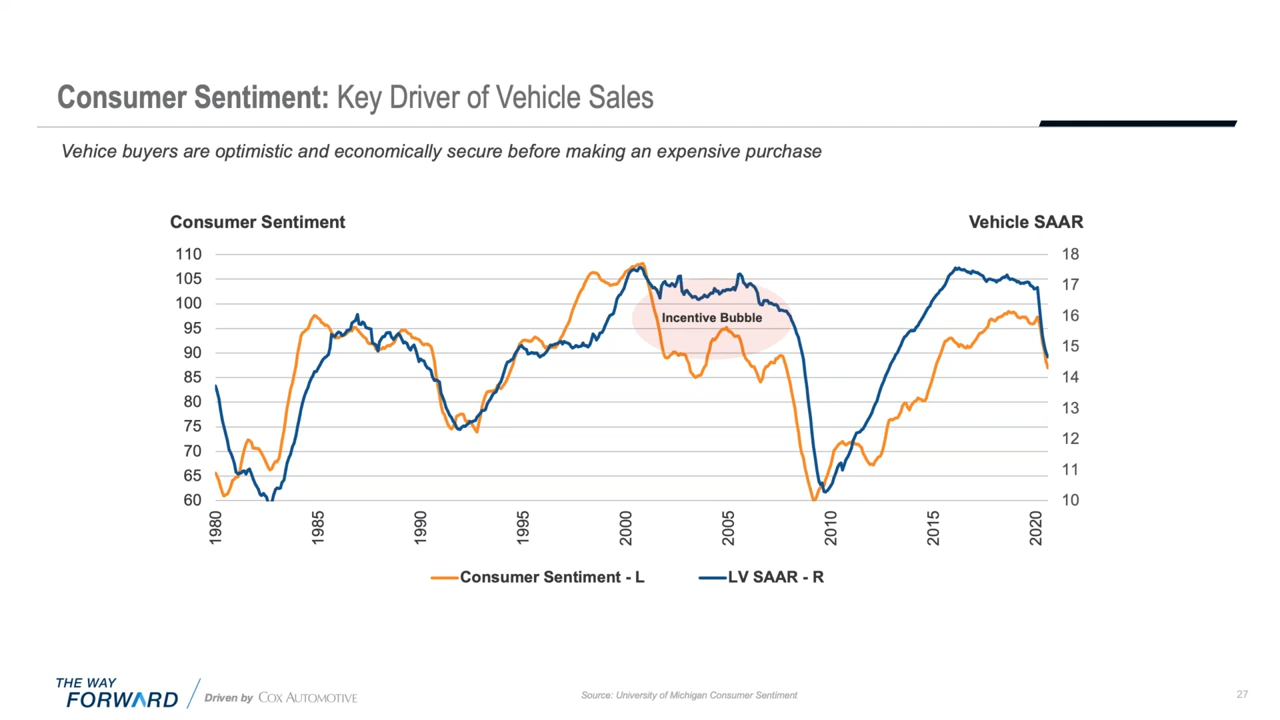 Consumer Sentiment: Key Driver of Vehicle Sales
Vehice buyers are optimistic and economically secure before making an expensive purchase
Consumer Sentiment
Vehicle SAAR
110
105
100
95
90
85
80
75
70
65
60
18
17
16
15
14
13
12
11
10
Incentive Bubble
1980
1985
1990
1995
2000
2005
2010
2015
2020
Consumer Sentiment - L
LV SAAR - R
THE WAY
FORWARD
Driven by COX AUTOMOTIVE
Source: University of Michigan Consumer Sentiment
27